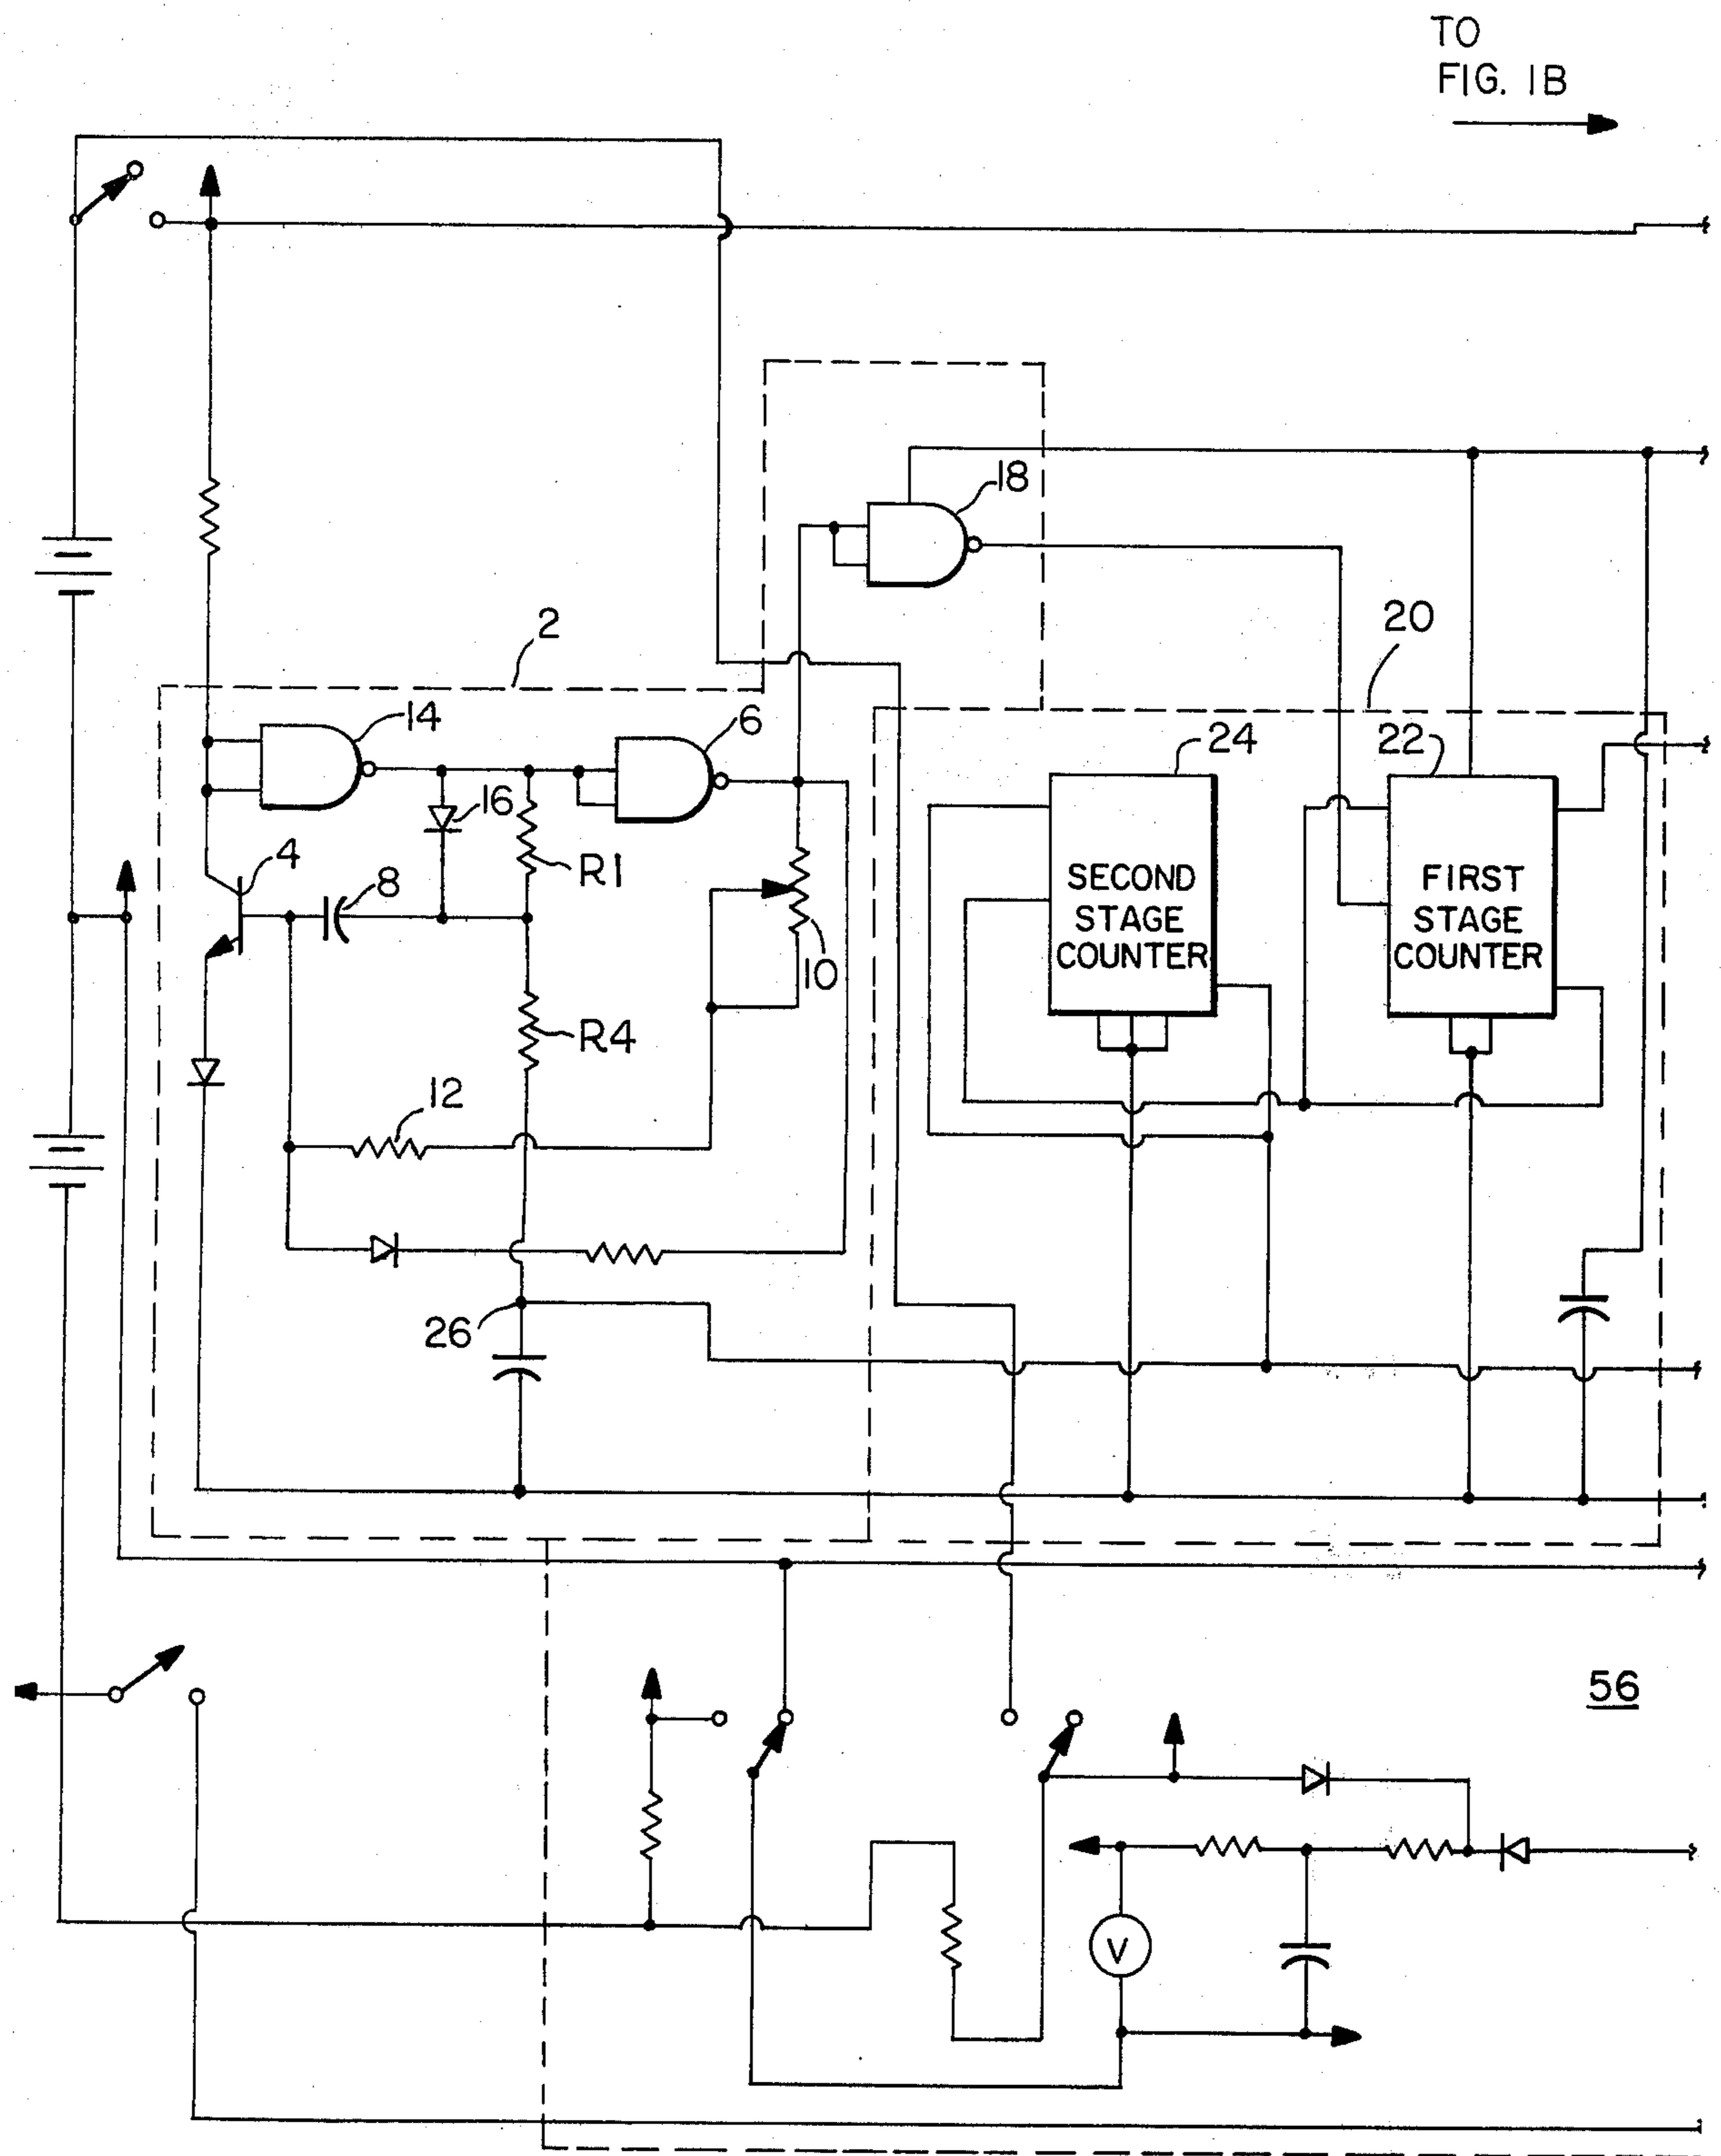 TO
FIG. 1B
18
2
20
14
6
24
22
16
4
R1
8
SECOND
STAGE
COUNTER
FIRST
STAGE
COUNTER
10
R4
12
26
56
V